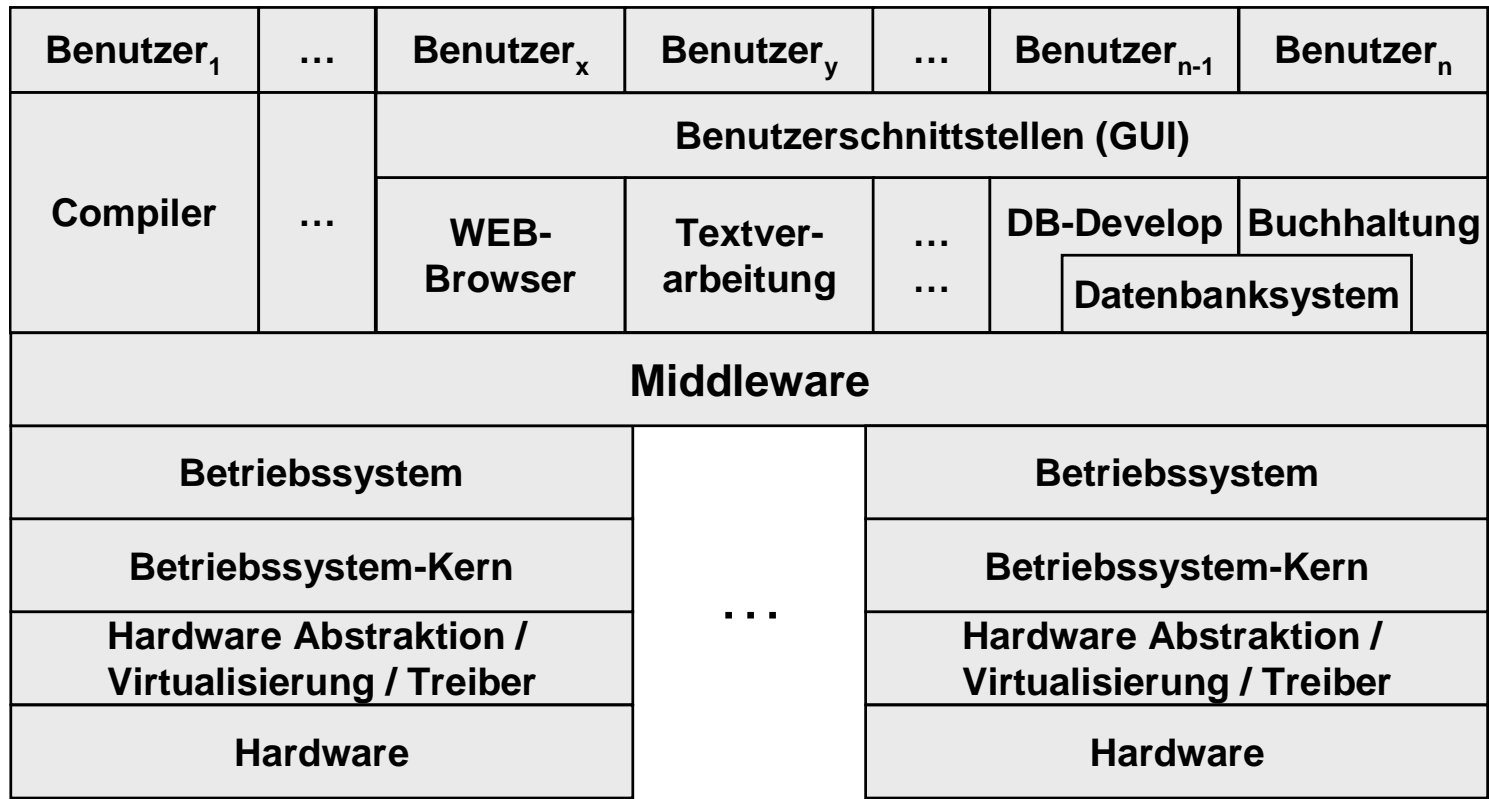 Benutzer1 … Benutzerx Benutzery … Benutzern-1 Benutzern
Benutzerschnittstellen (GUI)
Compiler … WEB-
Browser Textver-
arbeitung …
… DB-Develop Buchhaltung
Datenbanksystem
Middleware
Betriebssystem Betriebssystem
Betriebssystem-Kern Betriebssystem-Kern
...
Hardware Abstraktion /
Virtualisierung / Treiber
Hardware Abstraktion /
Virtualisierung / Treiber
Hardware Hardware